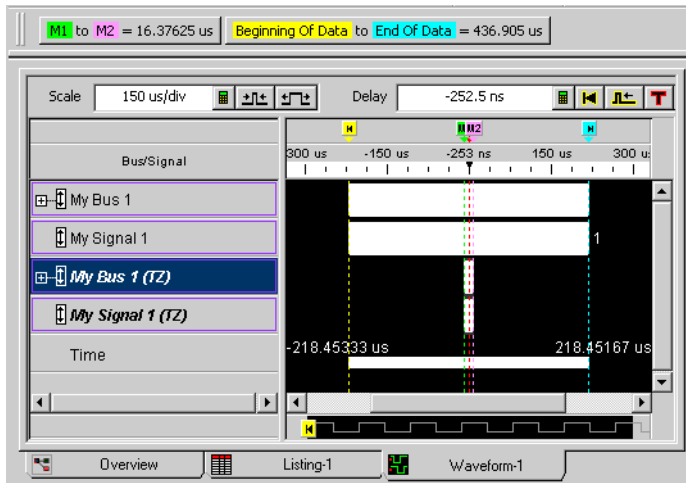 M1 to M2 = 16.37625 us Beginning Of Data to End Of Data = 436.905 us
Scale 150 us/div Delay -252.5 ns T
M2
Bus/Signal
300 us -150 us -253 ns 150 us 300 u
My Bus 1
My Signal 1 1
My Bus 1 (TZ)
My Signal 1 (TZ)
Time -218.45333 us 218.45167 us
Overview Listing-1 Waveform-1